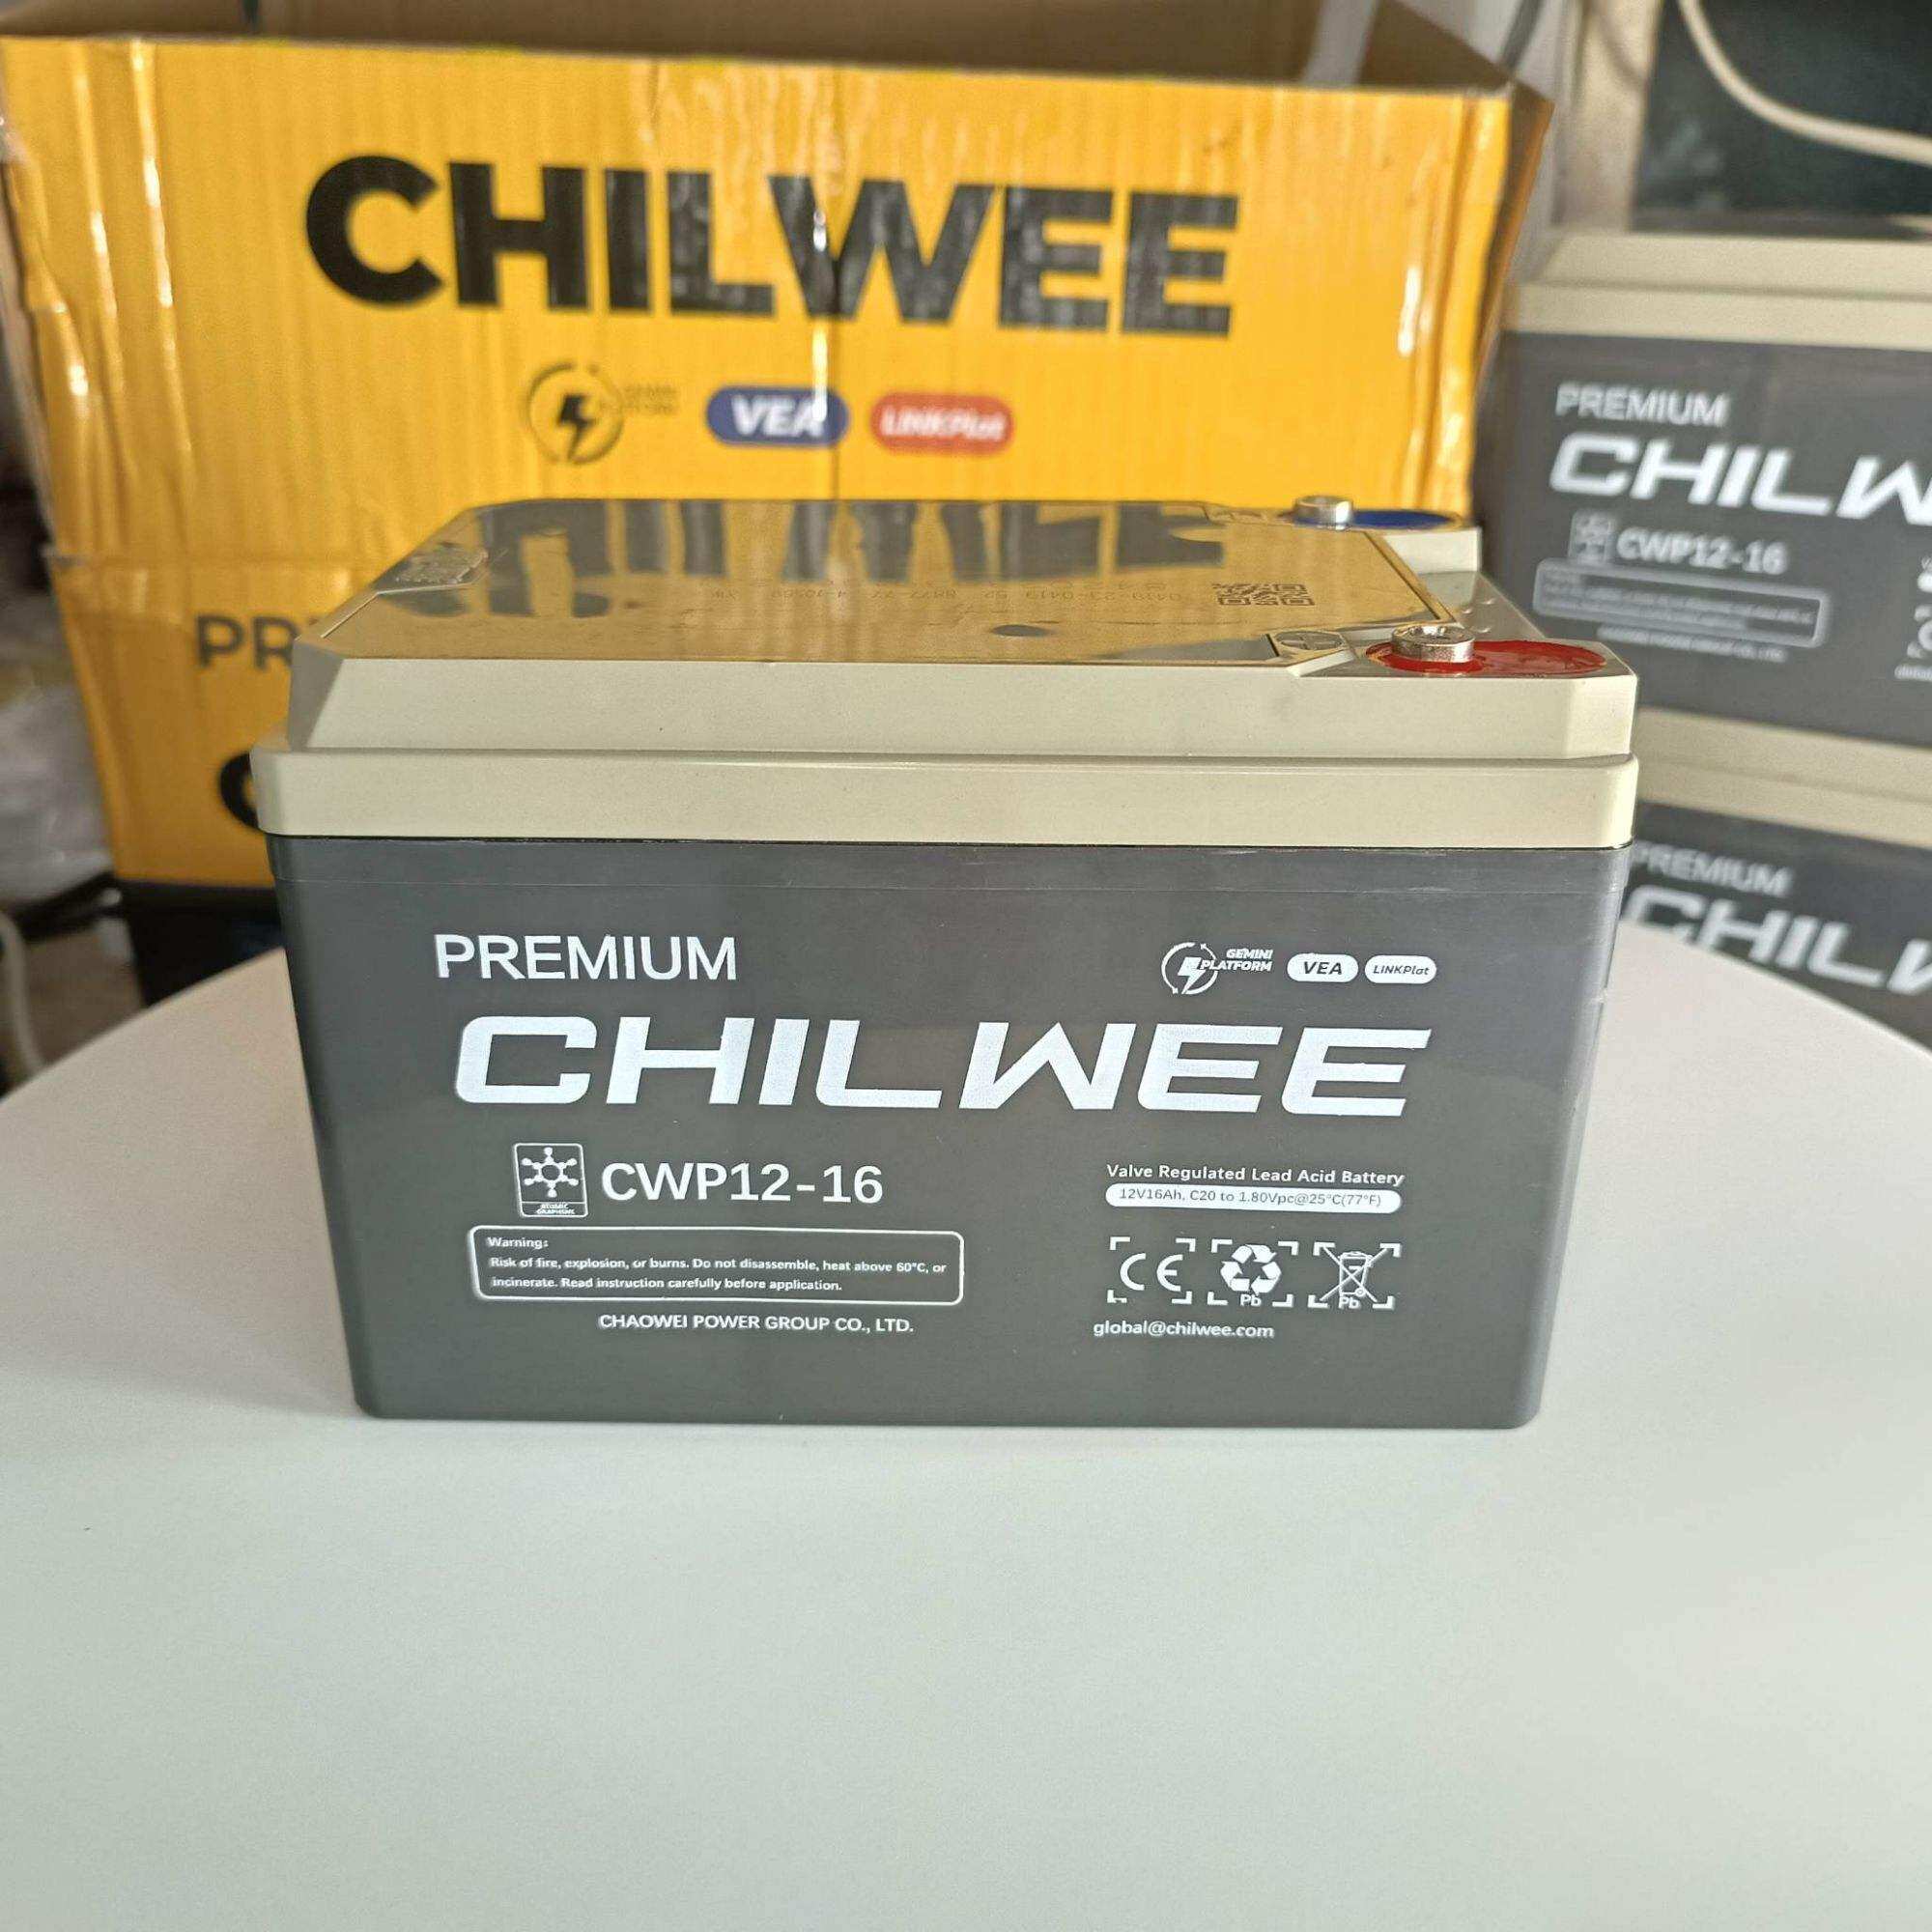 CHILWEE
VEA
LINKPlat
PREMIUM
CHILW
CWP12-16
PREMIUM
CHILW
PREMIUM
GEMINI
PLATFORM
VEA
LINKPlat
CHILWEE
CWP12-16
Valve Regulated Lead Acid Battery
12V16Ah, C20 to 1.80Vpc@25°C(77°F)
Warning:
Risk of fire, explosion, or burns. Do not disassemble, heat above 60°C, or
incinerate. Read instruction carefully before application.
CE
Pb
Pb
CHAOWEI POWER GROUP CO., LTD.
global@chilwee.com